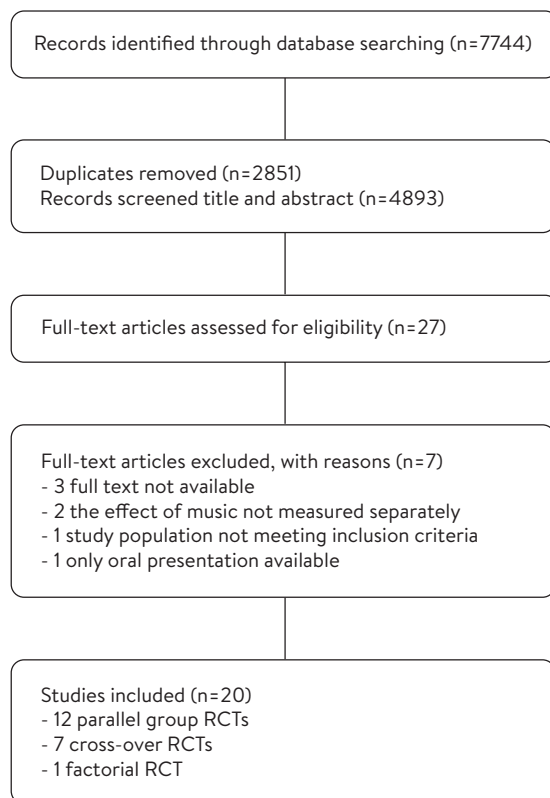 Records identified through database searching (n=7744)
Duplicates removed (n=2851)
Records screened title and abstract (n=4893)
Full-text articles assessed for eligibility (n=27)
Full-text articles excluded, with reasons (n=7)
- 3 full text not available
- 2 the effect of music not measured separately
- 1 study population not meeting inclusion criteria
- 1 only oral presentation available
Studies included (n=20)
- 12 parallel group RCTs
- 7 cross-over RCTs
- 1 factorial RCT